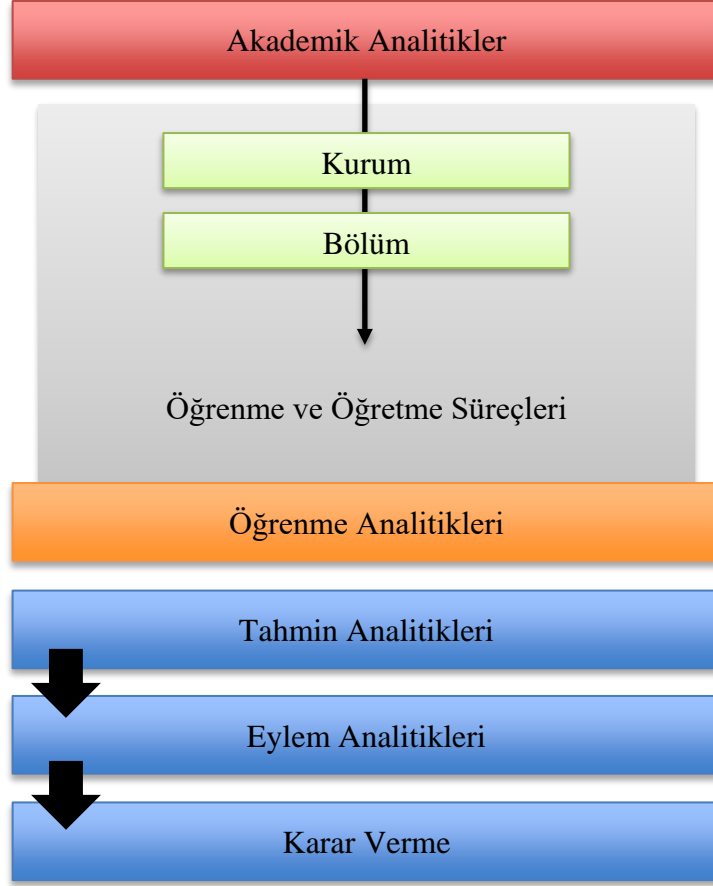 Akademik Analitikler
Kurum
Bölüm
Öğrenme ve Öğretme Süreçleri
Öğrenme Analitikleri
Tahmin Analitikleri
Eylem Analitikleri
Karar Verme